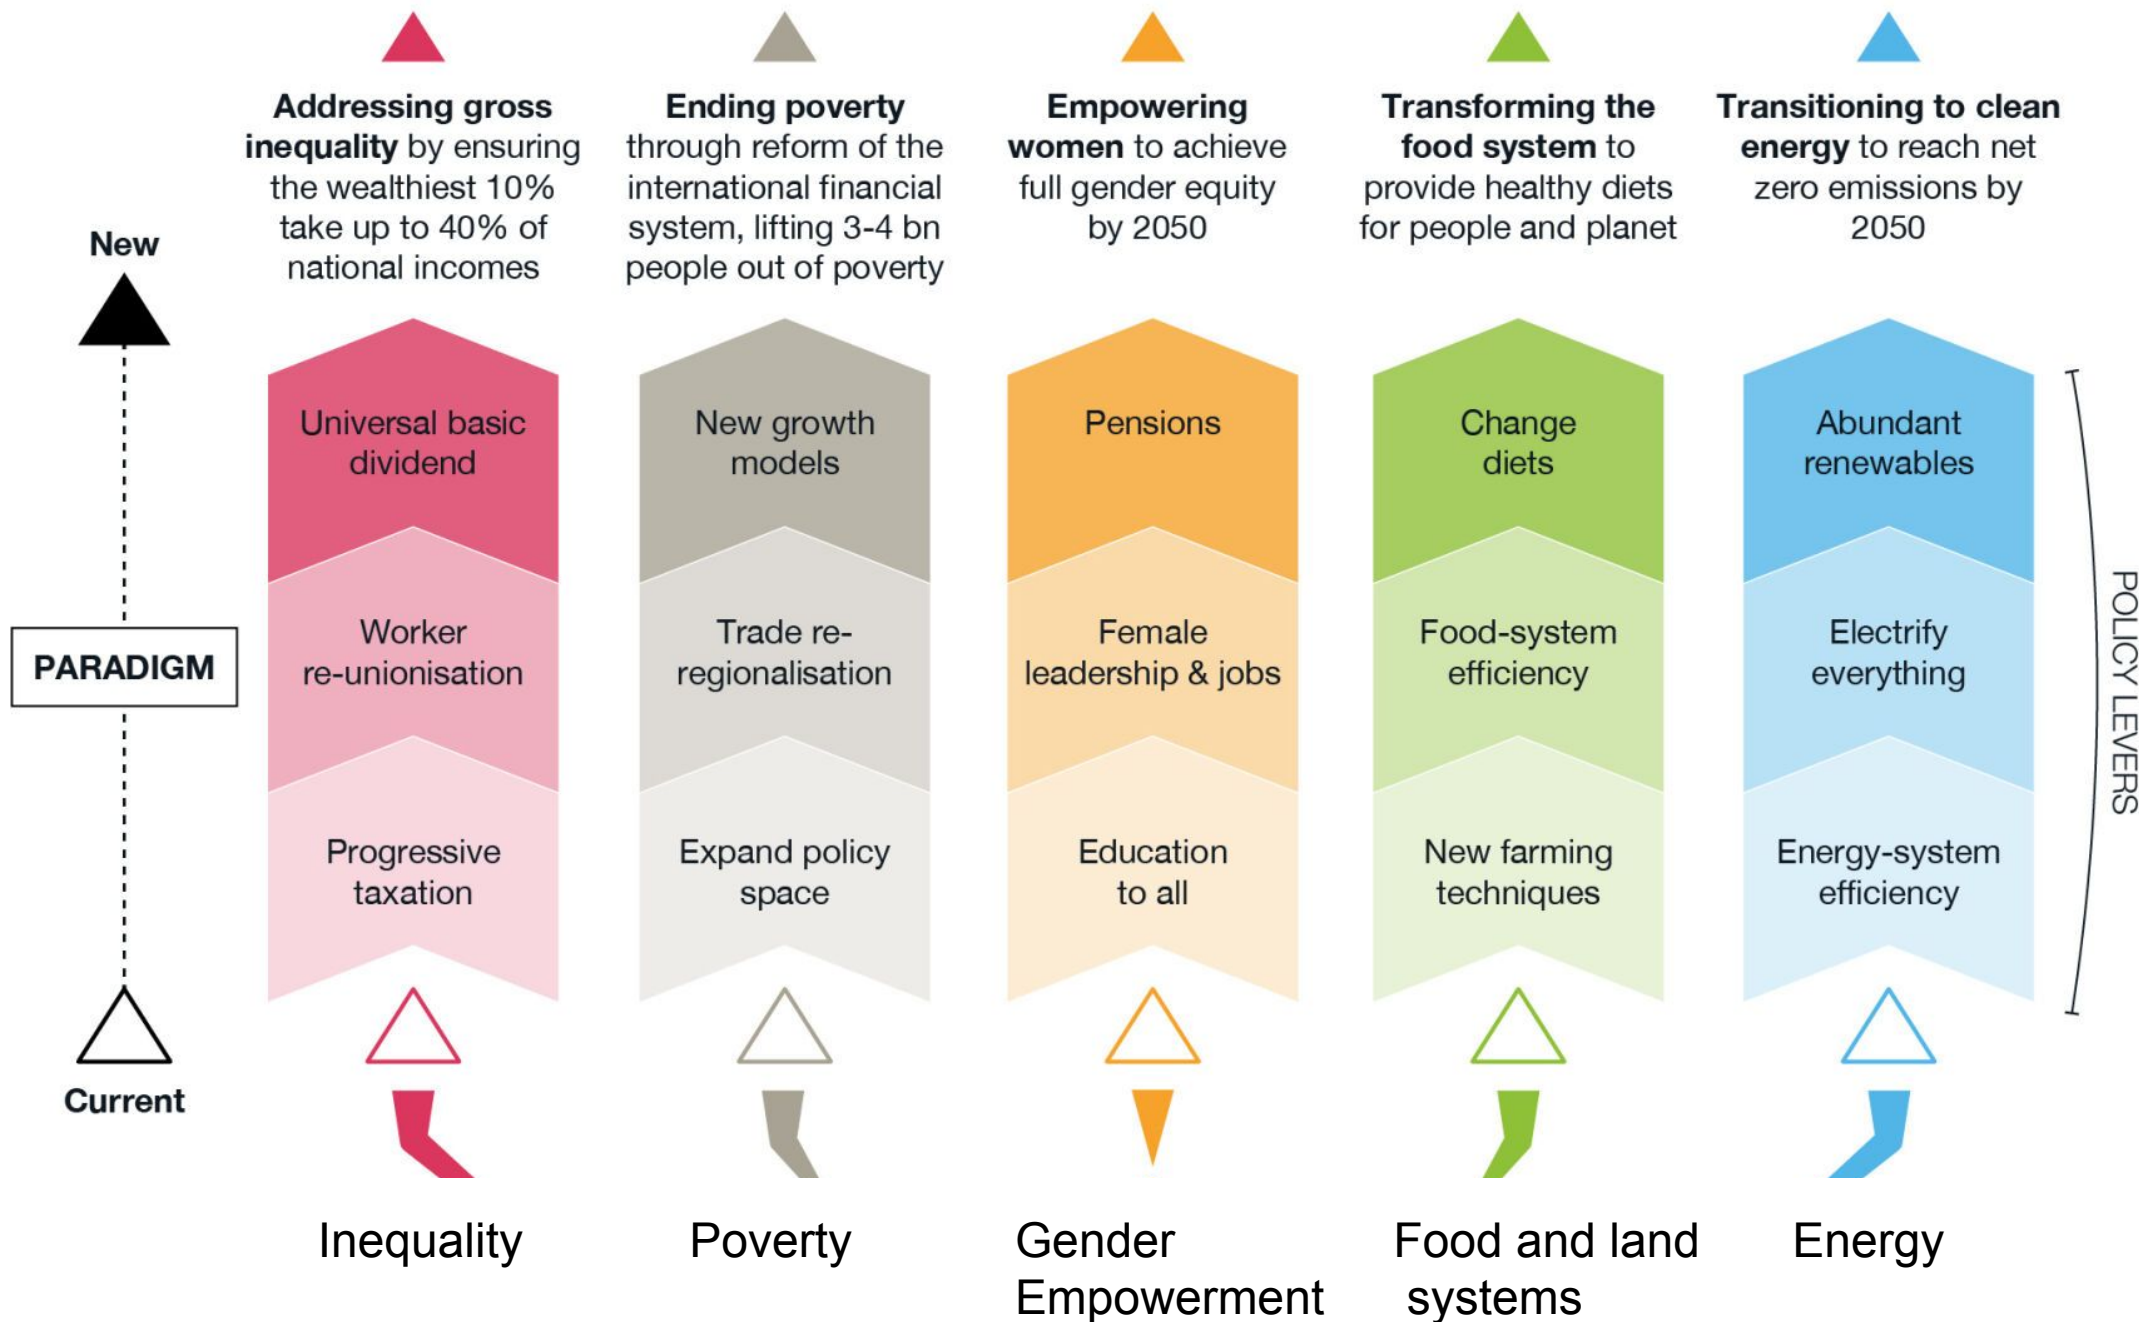 New
PARADIGM
Current
Addressing gross
inequality by ensuring
the wealthiest 10%
take up to 40% of
national incomes
Universal basic
dividend
Worker
re-unionisation
Progressive
taxation
Inequality
Ending poverty
through reform of the
international financial
system, lifting 3-4 bn
people out of poverty
New growth
models
Trade re-
regionalisation
Expand policy
space
Poverty
Empowering
women to achieve
full gender equity
by 2050
Pensions
Female
leadership & jobs
Education
to all
Gender
Empowerment
Transforming the
food system to
provide healthy diets
for people and planet
Change
diets
Food-system
efficiency
New farming
techniques
Food and land
systems
Transitioning to clean
energy to reach net
zero emissions by
2050
Abundant
renewables
Electrify
everything
Energy-system
efficiency
Energy
POLICY LEVERS